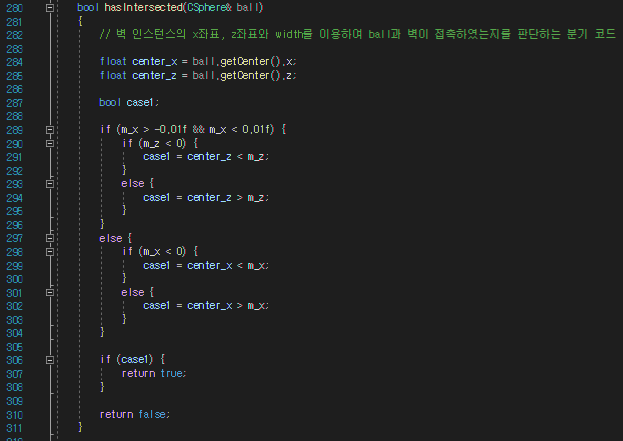 280 bool hasIntersected(CSphere& ball)
281 {
282 // 벽 인스턴스의 x좌표, z좌표와 width를 이용하여 ball과 벽이 접촉하였는지를 판단하는 분기 코드
283
284 float center_x = ball.getCenter().x;
285 float center_z = ball.getCenter().z;
286
287 bool case1;
288
289 if (m_x > -0.01f && m_x < 0.01f) {
290 if (m_z < 0) {
291 case1 = center_z < m_z;
292 }
293 else {
294 case1 = center_z > m_z;
295 }
296 }
297 else {
298 if (m_x < 0) {
299 case1 = center_x < m_x;
300 }
301 else {
302 case1 = center_x > m_x;
303 }
304 }
305
306 if (case1) {
307 return true;
308 }
309
310 return false;
311 }